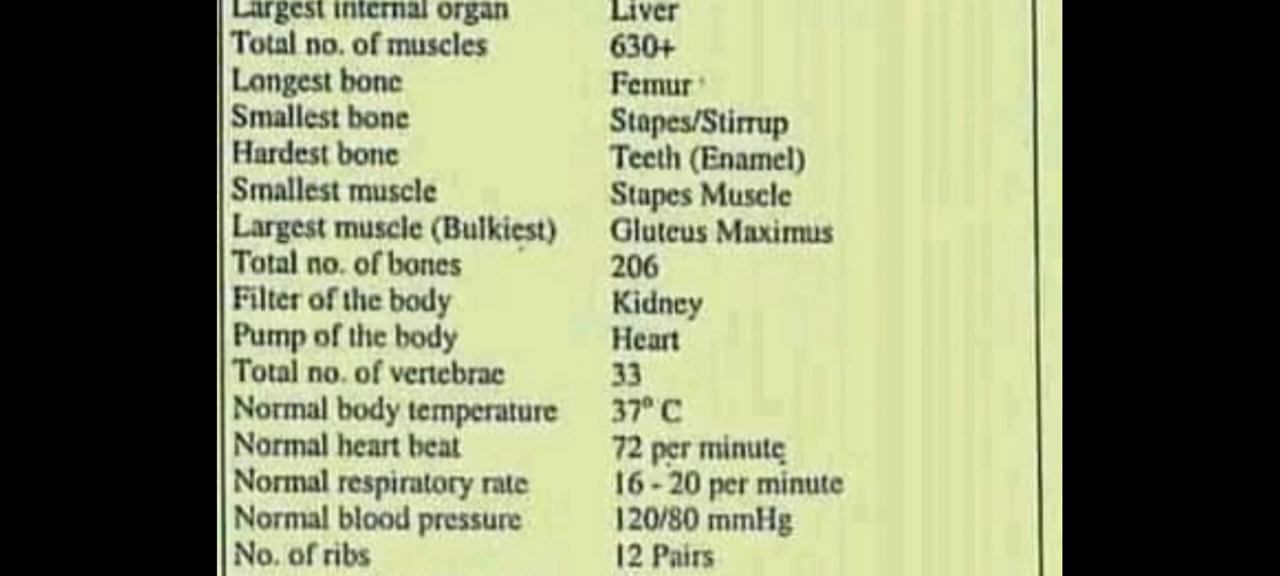 Largest internal organ Liver
Total no. of muscles 630+
Longest bone Femur
Smallest bone Stapes/Stirrup
Hardest bone Teeth (Enamel)
Smallest muscle Stapes Muscle
Largest muscle (Bulkiest) Gluteus Maximus
Total no. of bones 206
Filter of the body Kidney
Pump of the body Heart
Total no. of vertebrae 33
Normal body temperature 37° C
Normal heart beat 72 per minute
Normal respiratory rate 16 - 20 per minute
Normal blood pressure 120/80 mmHg
No. of ribs 12 Pairs